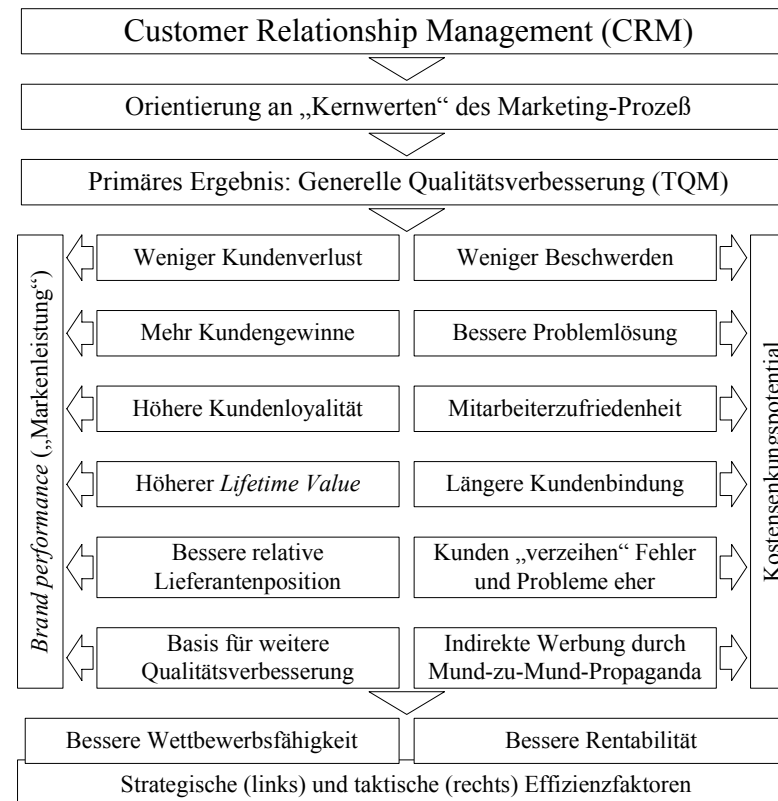 Customer Relationship Management (CRM)
Orientierung an „Kernwerten“ des Marketing-Prozeß
Primäres Ergebnis: Generelle Qualitätsverbesserung (TQM)
Brand performance („Markenleistung“)
Weniger Kundenverlust
Weniger Beschwerden
Mehr Kundengewinne
Bessere Problemlösung
Höhere Kundenloyalität
Mitarbeiterzufriedenheit
Höherer Lifetime Value
Längere Kundenbindung
Bessere relative
Lieferantenposition
Kunden „verzeihen“ Fehler
und Probleme eher
Basis für weitere
Qualitätsverbesserung
Indirekte Werbung durch
Mund-zu-Mund-Propaganda
Kostensenkungspotential
Bessere Wettbewerbsfähigkeit
Bessere Rentabilität
Strategische (links) und taktische (rechts) Effizienzfaktoren